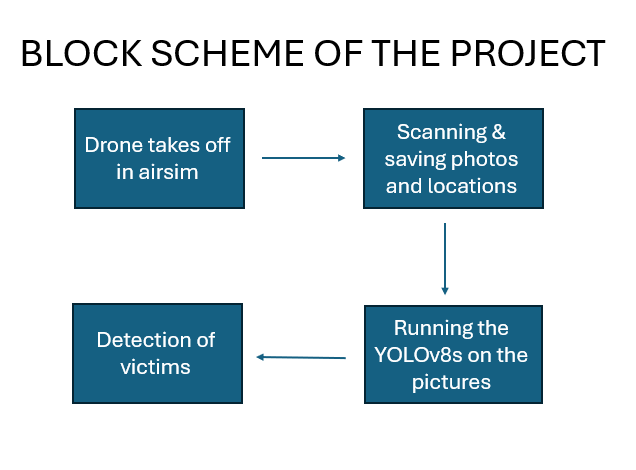 BLOCK SCHEME OF THE PROJECT
Drone takes off
in airsim
Scanning &
saving photos
and locations
Running the
YOLOv8s on the
pictures
Detection of
victims